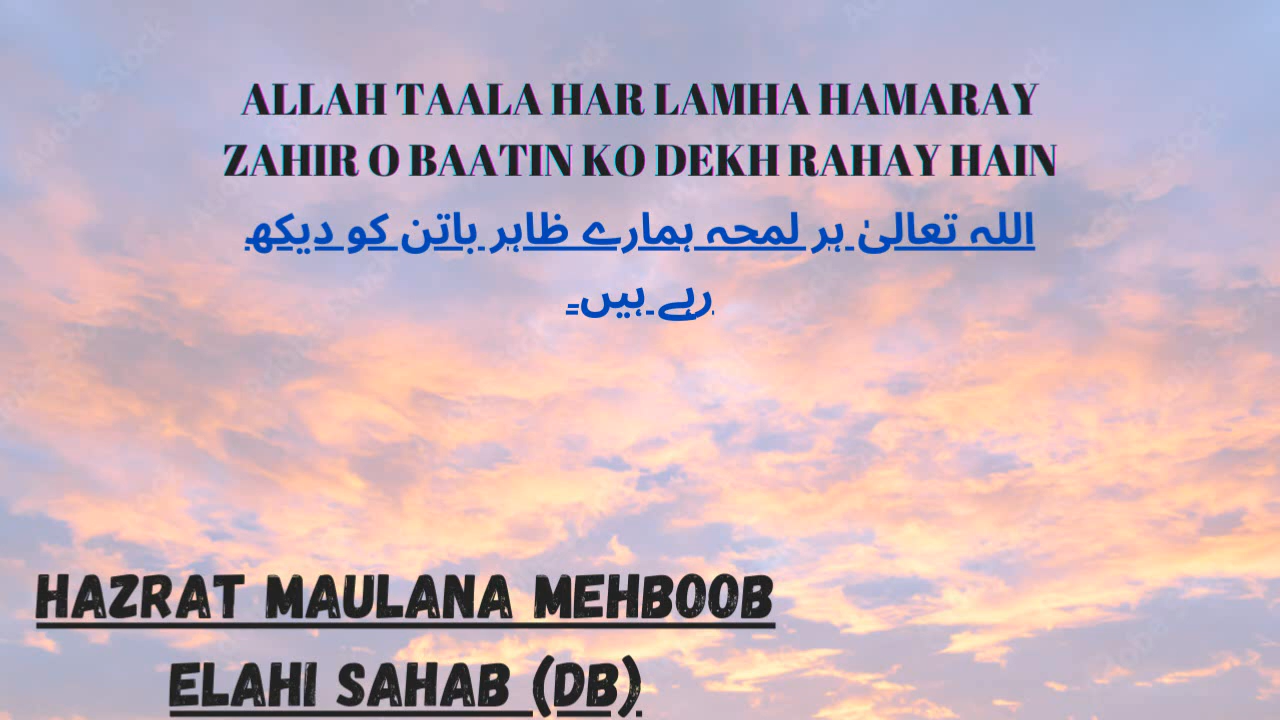 ALLAH TAALA HAR LAMHA HAMARAY
ZAHIR O BAATIN KO DEKH RAHAY HAIN
اللہ تعالیٰ ہر لمحہ ہمارے ظاہر باتن کو دیکھ
رہے ہیں۔
HAZRAT MAULANA MEHBOOB
ELAHI SAHAB (DB)